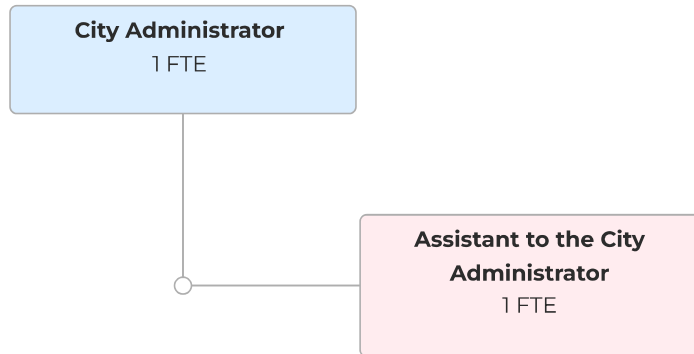 City Administrator
1 FTE
Assistant to the City
Administrator
1 FTE